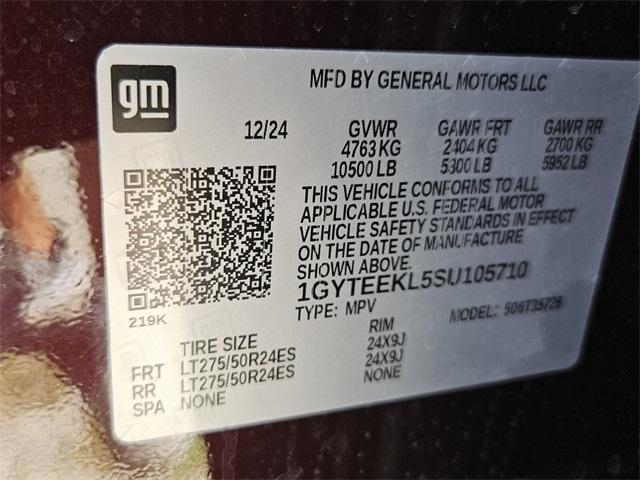 gm
MFD BY GENERAL MOTORS LLC
12/24 GVWR GAWR FRT GAWR RR
4763 KG 2404 KG 2700 KG
10500 LB 5300 LB 5952 LB
THIS VEHICLE CONFORMS TO ALL
APPLICABLE U.S. FEDERAL MOTOR
VEHICLE SAFETY STANDARDS IN EFFECT
ON THE DATE OF MANUFACTURE
SHOWN ABOVE.
1GYTEEKL5SU105710
219K TYPE: MPV MODEL: 506T35726
TIRE SIZE RIM
FRT LT275/50R24ES 24X9J
RR LT275/50R24ES 24X9J
SPA NONE NONE